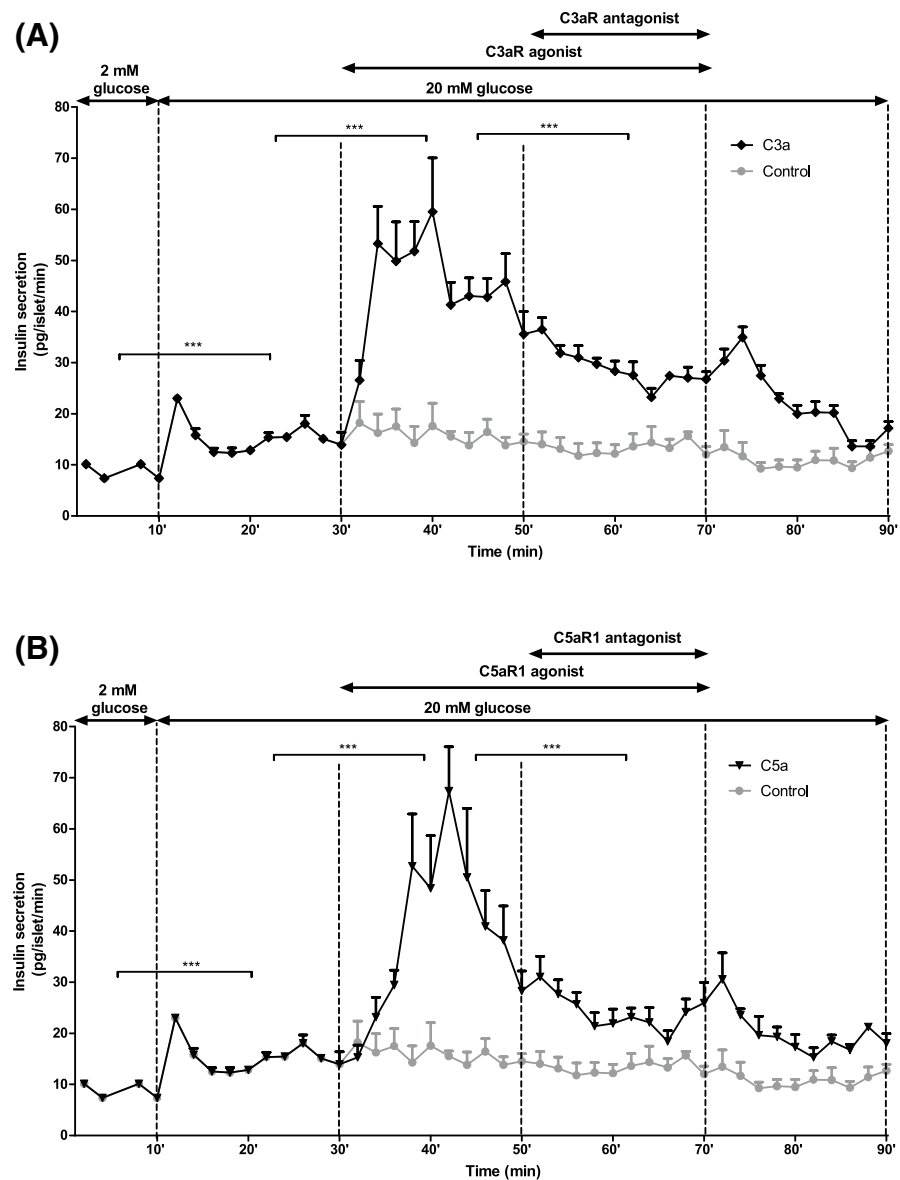 (A)
C3aR antagonist
C3aR agonist
2 mM
glucose
20 mM glucose
80
70
60
50
40
30
20
10
0
Insulin secretion
(pg/islet/min)
***
***
***
C3a
Control
10' 20' 30' 40' 50' 60' 70' 80' 90'
Time (min)
(B)
C5aR1 antagonist
C5aR1 agonist
2 mM
glucose
20 mM glucose
80
70
60
50
40
30
20
10
0
Insulin secretion
(pg/islet/min)
***
***
***
C5a
Control
10' 20' 30' 40' 50' 60' 70' 80' 90'
Time (min)